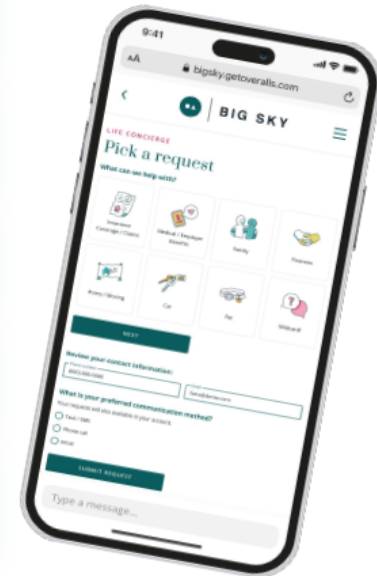 9:41
AA
bigsky.getoveralls.com
BIG SKY
LIFE CONCIERGE
Pick a request
What can we help with?
Insurance Coverage / Claims
Medical / Employer Benefits
Family
Finances
Home / Moving
Car
Pet
Wildcard!
NEXT
Review your contact information:
Phone number
What is your preferred communication method?
Your requests will also available in your account.
Text / SMS
Phone call
Email
SUBMIT REQUEST
Type a message...